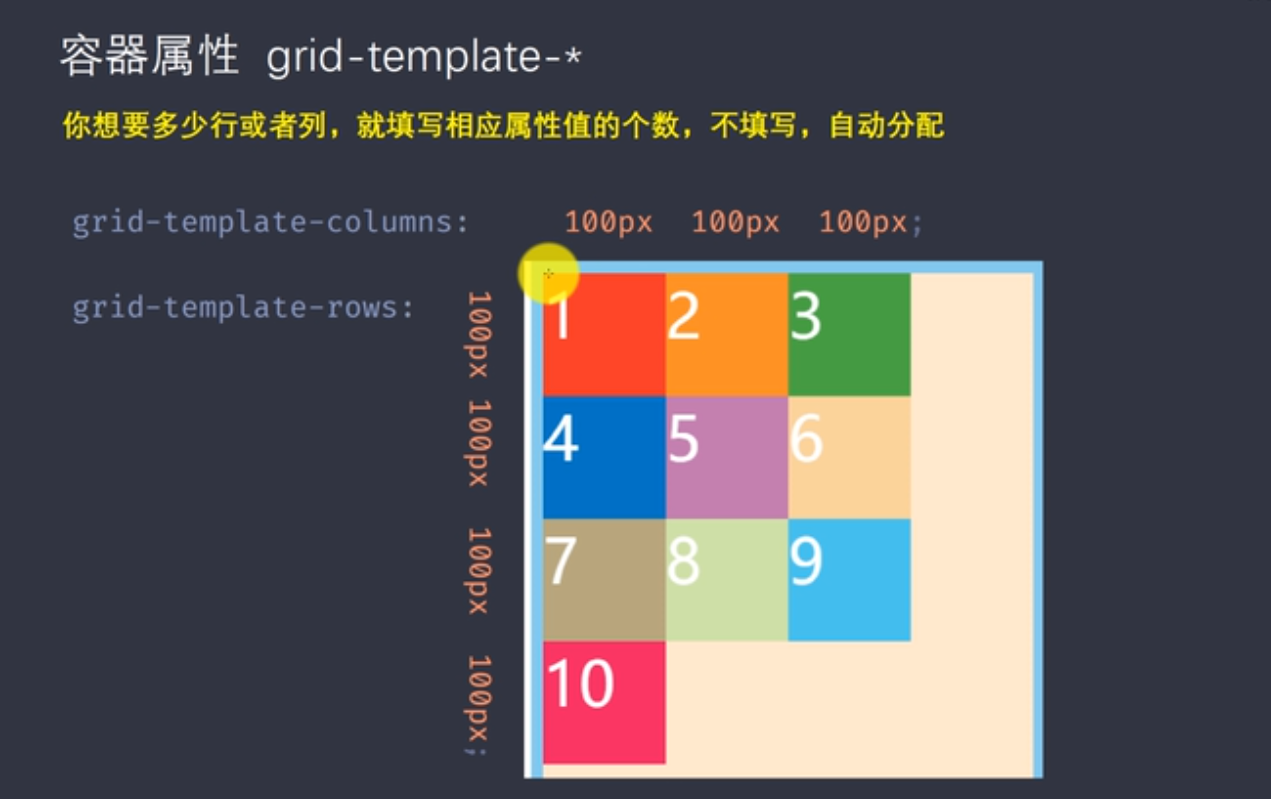 容器属性 grid-template-*
你想要多少行或者列，就填写相应属性值的个数，不填写，自动分配
grid-template-columns: 100px 100px 100px;
grid-template-rows: 100px 100px 100px 100px;
1 2 3
4 5 6
7 8 9
10